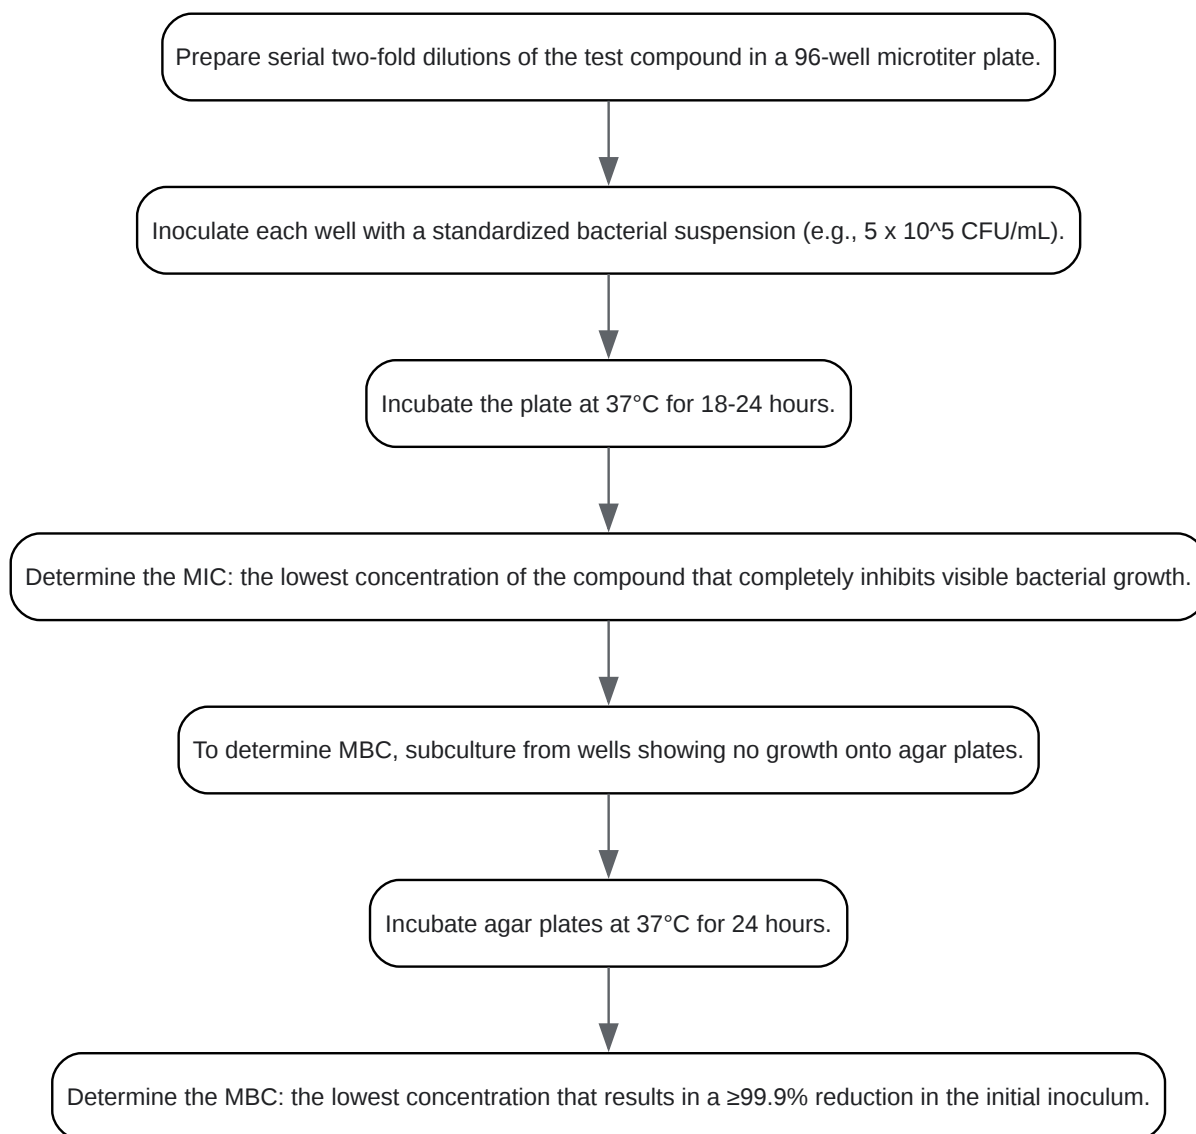 Prepare serial two-fold dilutions of the test compound in a 96-well microtiter plate.
Inoculate each well with a standardized bacterial suspension (e.g., 5 x 10^5 CFU/mL).
Incubate the plate at 37°C for 18-24 hours.
Determine the MIC: the lowest concentration of the compound that completely inhibits visible bacterial growth.
To determine MBC, subculture from wells showing no growth onto agar plates.
Incubate agar plates at 37°C for 24 hours.
Determine the MBC: the lowest concentration that results in a ≥99.9% reduction in the initial inoculum.